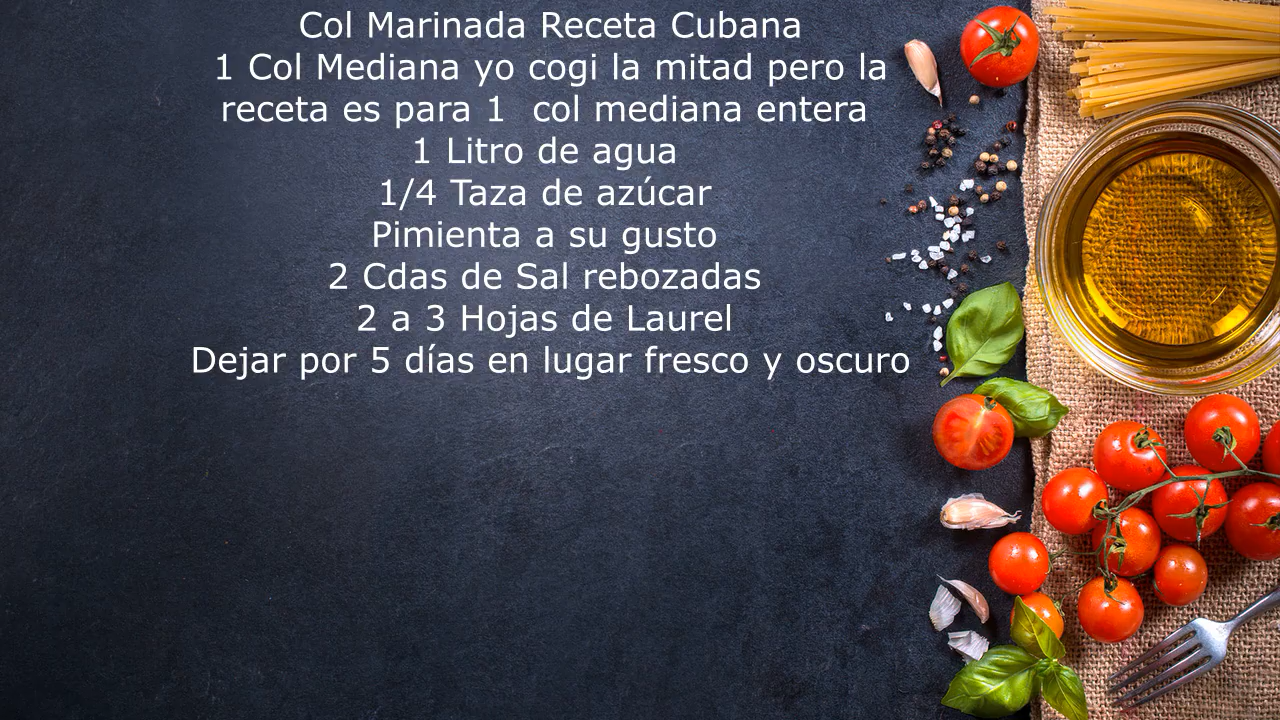 Col Marinada Receta Cubana
1 Col Mediana yo cogi la mitad pero la
receta es para 1  col mediana entera
1 Litro de agua
1/4 Taza de azúcar
Pimienta a su gusto
2 Cdas de Sal rebozadas
2 a 3 Hojas de Laurel
Dejar por 5 días en lugar fresco y oscuro